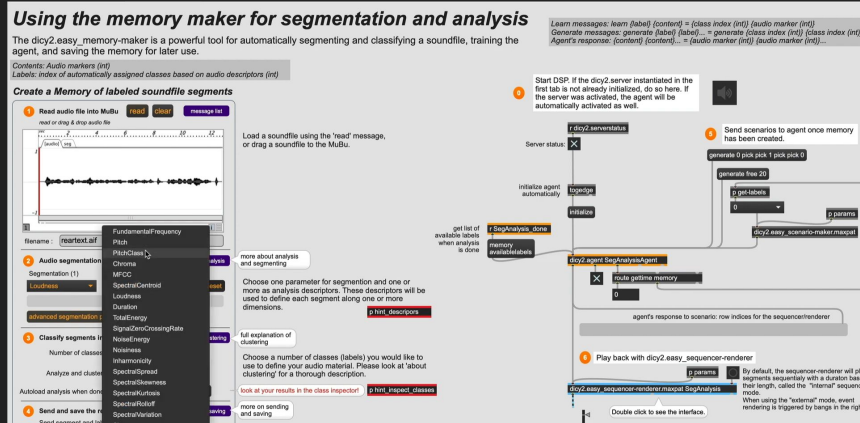 Using the memory maker for segmentation and analysis
The dicy2.easy_memory-maker is a powerful tool for automatically segmenting and classifying a soundfile, training the
agent, and saving the memory for later use.
Learn messages: learn {label} {content} = {class index (int)} {audio marker (int)}
Generate messages: generate {label} {label}... = generate {class index (int)} {class index (int)
Agent's response: {content} {content}... = {audio marker (int)} {audio marker (int)}...
Contents: Audio markers (int)
Labels: index of automatically assigned classes based on audio descriptors (int)
Create a Memory of labeled soundfile segments
1 Read audio file into MuBu read clear message list
read or drag & drop audio file
2 4 6 8 10 12
(audio) seg
1
-1
filename : reartext.aif
Load a soundfile using the 'read' message,
or drag a soundfile to the MuBu.
FundamentalFrequency
Pitch
PitchClass
Chroma
MFCC
SpectralCentroid
Loudness
Duration
TotalEnergy
SignalZeroCrossingRate
NoiseEnergy
Noisiness
Inharmonicity
SpectralSpread
SpectralSkewness
SpectralKurtosis
SpectralRolloff
SpectralVariation
2 Audio segmentation
Segmentation (1)
Loudness
advanced segmentation p
more about analysis
and segmenting
Choose one parameter for segmention and one or
more as analysis descriptors. These descriptors will be
used to define each segment along one or more
dimensions.
p hint_descripors
3 Classify segments in
Number of classes
Analyze and cluster
Autoload analysis when done
full explanation of
clustering
Choose a number of classes (labels) you would like to
use to define your audio material. Please look at 'about
clustering' for a thorough description.
look at your results in the class inspector!
p hint_inspect_classes
4 Send and save the r
saving
more on sending
and saving
0
Start DSP. If the dicy2.server instantiated in the
first tab is not already initialized, do so here. If
the server was activated, the agent will be
automatically activated as well.
r dicy2.serverstatus
Server status:
initialize agent
automatically
togedge
initialize
get list of
available labels
when analysis
is done
r SegAnalysis_done
memory
availablelabels
dicy2.agent SegAnalysisAgent
route gettime memory
0
5 Send scenarios to agent once memory
has been created.
generate 0 pick pick 1 pick pick 0
generate free 20
p get-labels
0
p params
dicy2.easy_scenario-maker.maxpat
agent's response to scenario: row indices for the sequencer/renderer
6 Play back with dicy2.easy_sequencer-renderer
p params
dicy2.easy_sequencer-renderer.maxpat SegAnalysis
Double click to see the interface.
By default, the sequencer-renderer will pl
segments sequentialy with a duraton bas
their length, called the "internal" sequenc
mode.
When using the "external" mode, event
rendering is triggered by bangs in the righ